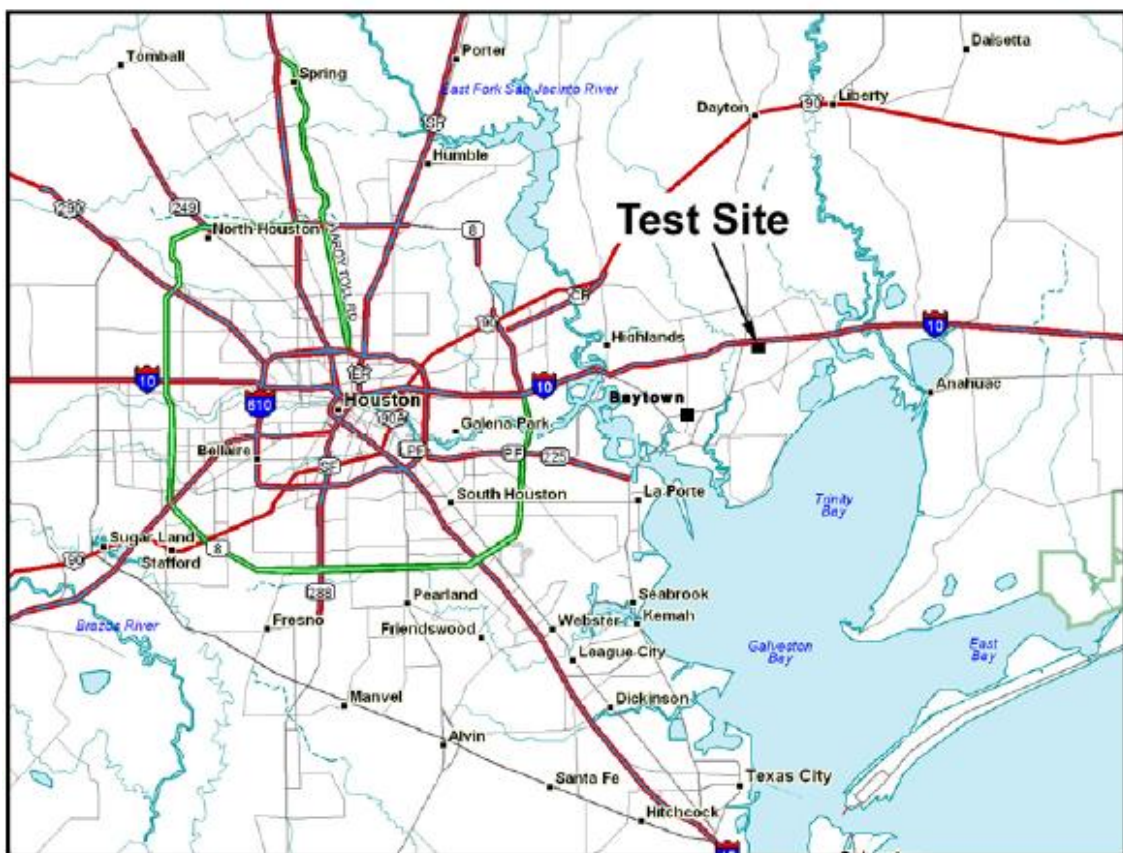 Tomball
Spring
Porter
Daisetta
East Fork San Jacinto River
Dayton
90
Liberty
Humble
290
249
North Houston
8
Test Site
90
Highlands
10
10
10
610
Houston
Baytown
Anahuac
90A
Galena Park
Bellaire
225
South Houston
La Porte
Trinity
Bay
Sugar Land
Stafford
8
90
288
Pearland
Seabrook
Kemah
Brazos River
Fresno
Friendswood
Webster
Galveston
Bay
East
Bay
League City
Manvel
Dickinson
Alvin
Santa Fe
Texas City
Hitchcock